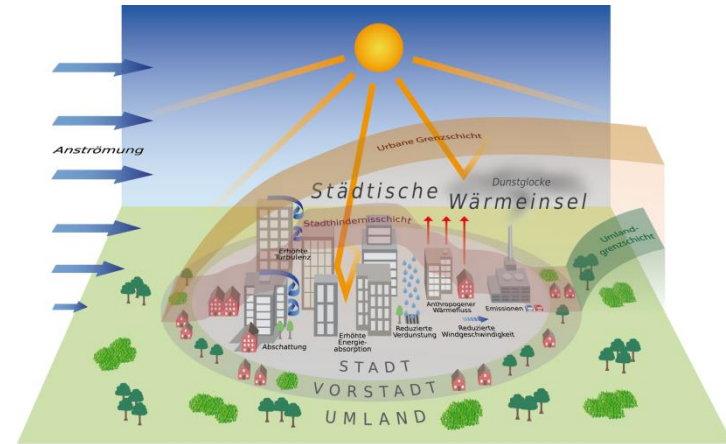 Anströmung
Urbane Grenzschicht
Städtische
Dunstglocke
Wärmeinsel
Stadthindernisschicht
Umland-
grenzschicht
Erhöhte
Turbulenz
Anthropogener
Wärmefluss
Emissionen
Abschattung
Erhöhte
Energie-
absorption
Reduzierte
Verdunstung
Reduzierte
Windgeschwindigkeit
STADT
VORSTADT
UMLAND